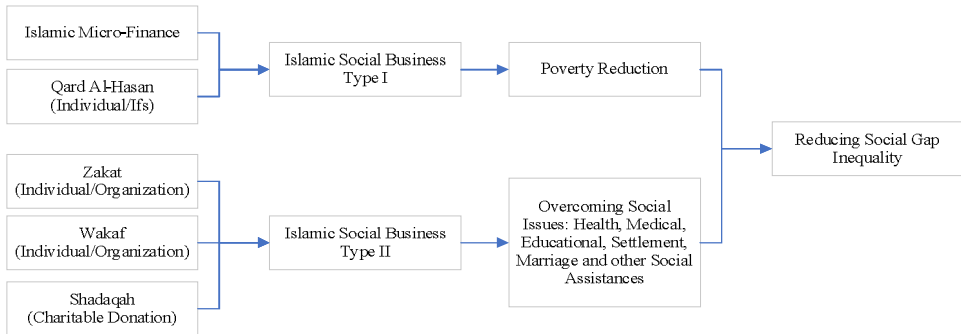 Islamic Micro-Finance
Qard Al-Hasan
(Individual/Ifs)
Islamic Social Business
Type I
Poverty Reduction
Reducing Social Gap
Inequality
Zakat
(Individual/Organization)
Wakaf
(Individual/Organization)
Shadaqah
(Charitable Donation)
Islamic Social Business
Type II
Overcoming Social
Issues: Health, Medical,
Educational, Settlement,
Marriage and other Social
Assistances